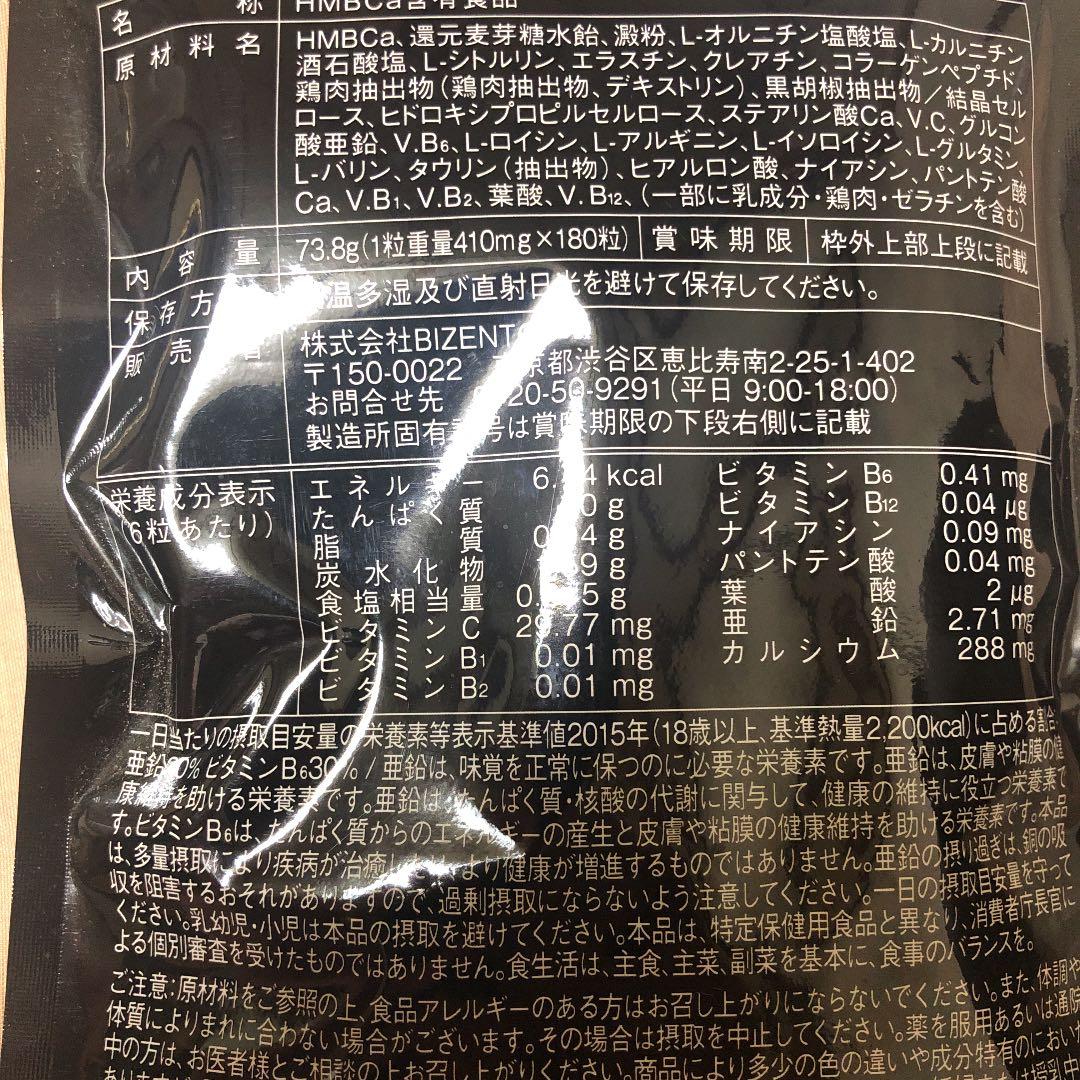 名 称 HMBCa含有食品
原材料名 HMBCa、還元麦芽糖水飴、澱粉、L-オルニチン塩酸塩、L-カルニチン
酒石酸塩、L-シトルリン、エラスチン、クレアチン、コラーゲンペプチド、
鶏肉抽出物(鶏肉抽出物、デキストリン)、黒胡椒抽出物/結晶セル
ロース、ヒドロキシプロピルセルロース、ステアリン酸Ca、V.C、グルコン
酸亜鉛、V.B6、L-ロイシン、L-アルギニン、L-イソロイシン、L-グルタミン、
L-バリン、タウリン(抽出物)、ヒアルロン酸、ナイアシン、パントテン酸
Ca、V.B1、V.B2、葉酸、V.B12、(一部に乳成分・鶏肉・ゼラチンを含む)
内容量 73.8g(1粒重量410mg×180粒) 賞味期限 枠外上部上段に記載
保存方 温多湿及び直射日光を避けて保存してください。
販売者 株式会社BIZENT
〒150-0022 京都渋谷区恵比寿南2-25-1-402
お問合せ先 20-50-9291(平日 9:00-18:00)
製造所固有番号は賞味期限の下段右側に記載
栄養成分表示
(6粒あたり)
エネルギー kcal
たんぱく質 0 g
脂質 4 g
炭水化物 9 g
食塩相当量 5 g
ビタミンC 29.77 mg
ビタミンB1 0.01 mg
ビタミンB2 0.01 mg
ビタミンB6 0.41 mg
ビタミンB12 0.04 μg
ナイアシン 0.09 mg
パントテン酸 0.04 mg
葉酸 2 μg
亜鉛 2.71 mg
カルシウム 288 mg
一日当たりの摂取目安量の栄養素等表示基準値2015年(18歳以上、基準熱量2,200kcal)に占める割合:
亜鉛30% ビタミンB630% / 亜鉛は、味覚を正常に保つのに必要な栄養素です。亜鉛は、皮膚や粘膜の健
康維持を助ける栄養素です。亜鉛は、たんぱく質・核酸の代謝に関与して、健康の維持に役立つ栄養素で
す。ビタミンB6は、たんぱく質からのエネルギーの産生と皮膚や粘膜の健康維持を助ける栄養素です。本品
は、多量摂取により疾病が治癒したり、より健康が増進するものではありません。亜鉛の摂り過ぎは、銅の吸
収を阻害するおそれがありますので、過剰摂取にならないよう注意してください。一日の摂取目安量を守って
ください。乳幼児・小児は本品の摂取を避けてください。本品は、特定保健用食品と異なり、消費者庁長官に
よる個別審査を受けたものではありません。食生活は、主食、主菜、副菜を基本に、食事のバランスを。
ご注意:原材料をご参照の上、食品アレルギーのある方はお召し上がりにならないでください。また、体調や
体質によりまれに合わない場合がございます。その場合は摂取を中止してください。薬を服用あるいは通院
中の方は、お医者様とご相談の上お召し上がりください。商品により多少の色の違いや成分特有のにおいが